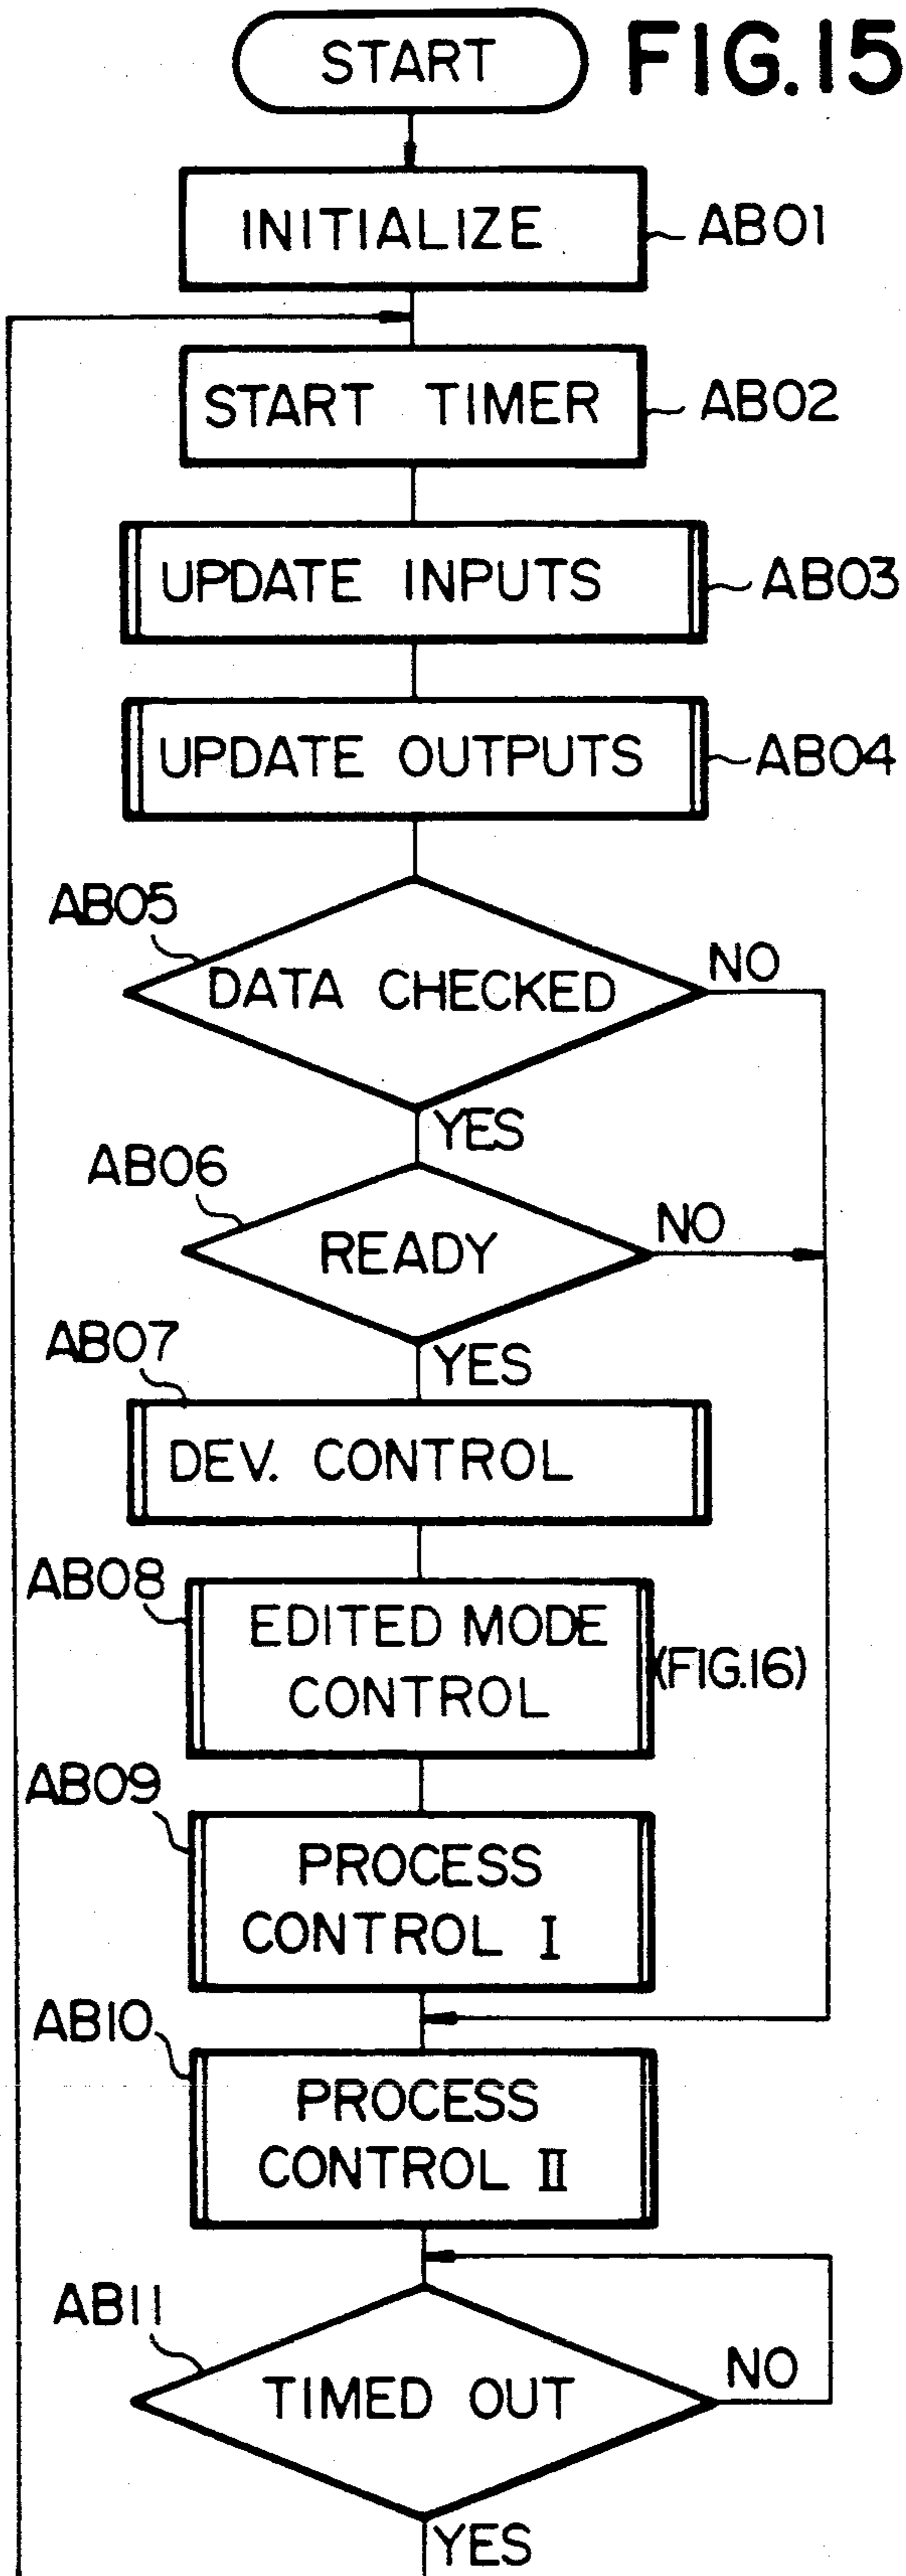 START
FIG.15
INITIALIZE
AB01
START TIMER
AB02
UPDATE INPUTS
AB03
UPDATE OUTPUTS
AB04
AB05
DATA CHECKED
NO
YES
AB06
READY
NO
YES
AB07
DEV. CONTROL
AB08
EDITED MODE
CONTROL
(FIG.16)
AB09
PROCESS
CONTROL I
AB10
PROCESS
CONTROL II
AB11
TIMED OUT
NO
YES